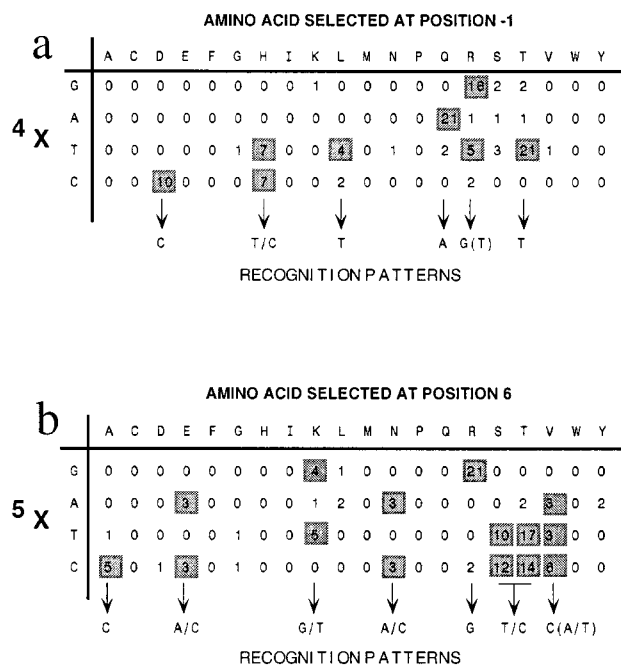 AMINO ACID SELECTED AT POSITION -1
a
A C D E F G H I K L M N P Q R S T V W Y
G 0 0 0 0 0 0 0 0 1 0 0 0 0 0 18 2 2 0 0 0
A 0 0 0 0 0 0 0 0 0 0 0 0 0 21 1 1 1 0 0 0
4 X
T 0 0 0 0 0 1 7 0 0 4 0 1 0 2 5 3 21 1 0 0
C 0 0 10 0 0 0 7 0 0 2 0 0 0 0 2 0 0 0 0 0
C T/C T A G(T) T
RECOGNITION PATTERNS
AMINO ACID SELECTED AT POSITION 6
b
A C D E F G H I K L M N P Q R S T V W Y
G 0 0 0 0 0 0 0 0 4 1 0 0 0 0 21 0 0 0 0 0
A 0 0 0 3 0 0 0 0 1 2 0 3 0 0 0 0 2 3 0 2
5 X
T 1 0 0 0 0 1 0 0 5 0 0 0 0 0 0 10 17 3 0 0
C 5 0 1 3 0 1 0 0 0 0 0 3 0 0 2 12 14 6 0 0
C A/C G/T A/C G T/C C(A/T)
RECOGNITION PATTERNS